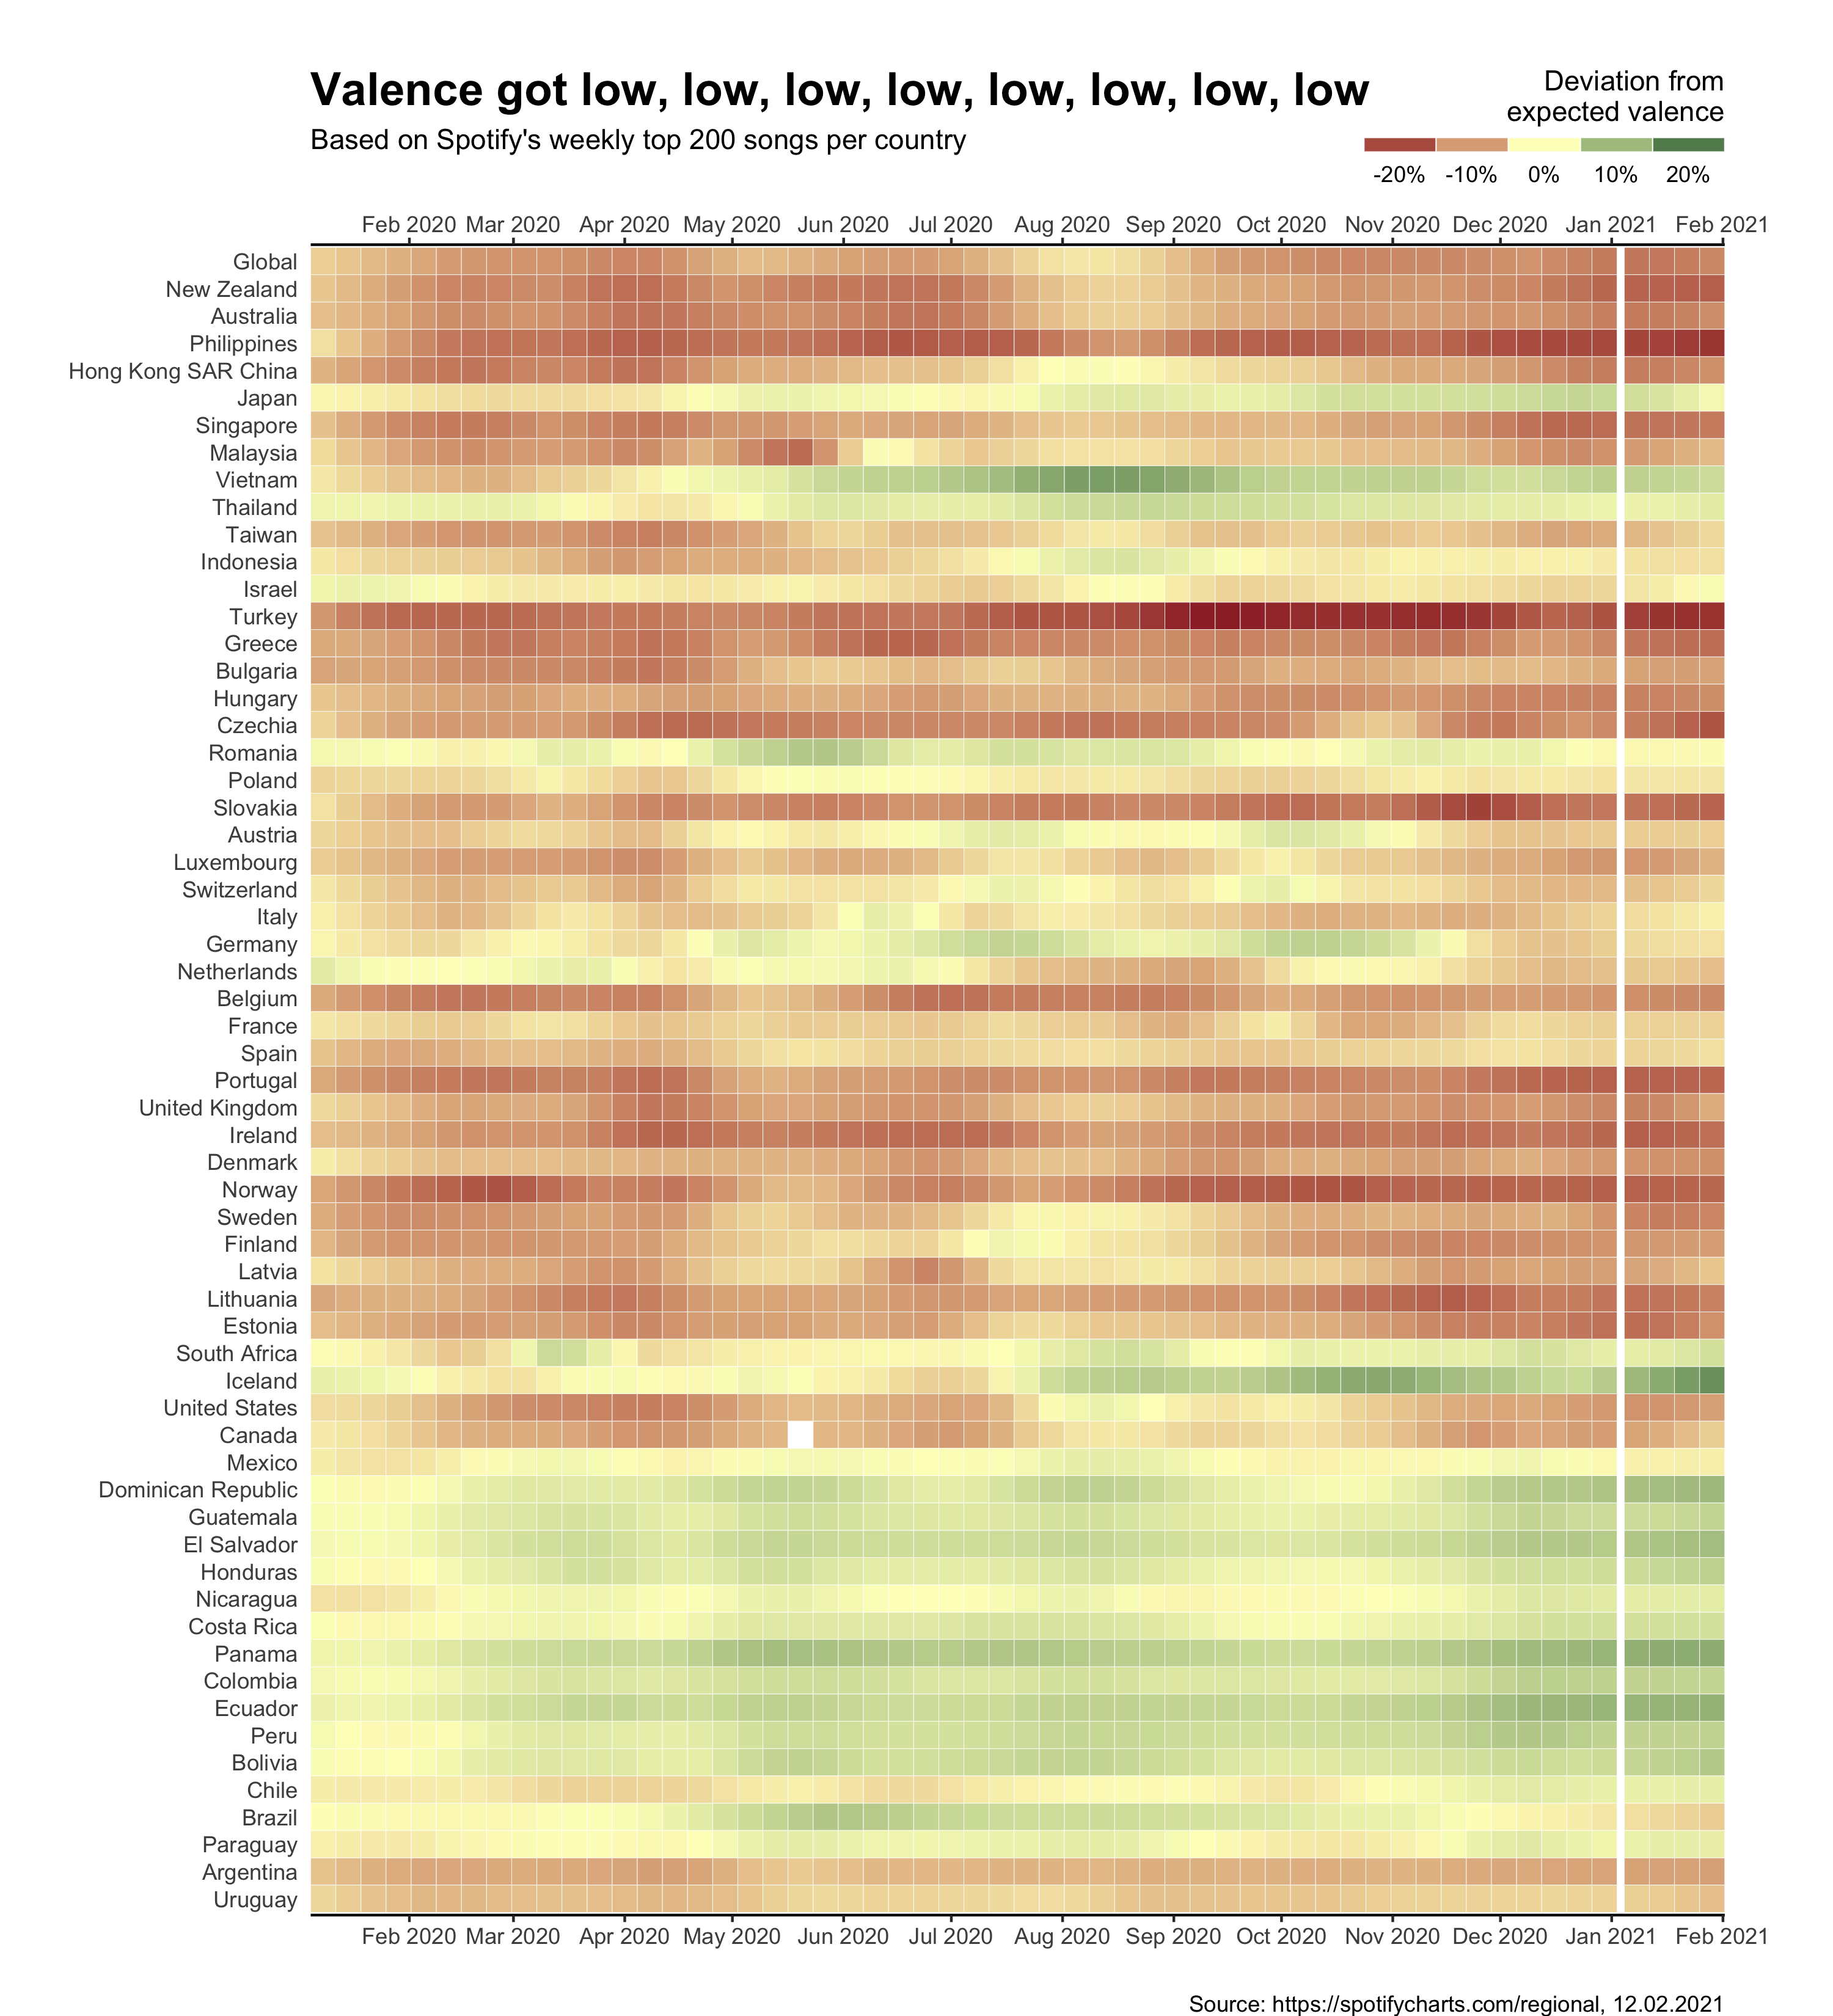 Valence got low, low, low, low, low, low, low, low
Based on Spotify's weekly top 200 songs per country
Deviation from
expected valence
-20% -10% 0% 10% 20%
Feb 2020 Mar 2020 Apr 2020 May 2020 Jun 2020 Jul 2020 Aug 2020 Sep 2020 Oct 2020 Nov 2020 Dec 2020 Jan 2021 Feb 2021
Global
New Zealand
Australia
Philippines
Hong Kong SAR China
Japan
Singapore
Malaysia
Vietnam
Thailand
Taiwan
Indonesia
Israel
Turkey
Greece
Bulgaria
Hungary
Czechia
Romania
Poland
Slovakia
Austria
Luxembourg
Switzerland
Italy
Germany
Netherlands
Belgium
France
Spain
Portugal
United Kingdom
Ireland
Denmark
Norway
Sweden
Finland
Latvia
Lithuania
Estonia
South Africa
Iceland
United States
Canada
Mexico
Dominican Republic
Guatemala
El Salvador
Honduras
Nicaragua
Costa Rica
Panama
Colombia
Ecuador
Peru
Bolivia
Chile
Brazil
Paraguay
Argentina
Uruguay
Feb 2020 Mar 2020 Apr 2020 May 2020 Jun 2020 Jul 2020 Aug 2020 Sep 2020 Oct 2020 Nov 2020 Dec 2020 Jan 2021 Feb 2021
Source: https://spotifycharts.com/regional, 12.02.2021